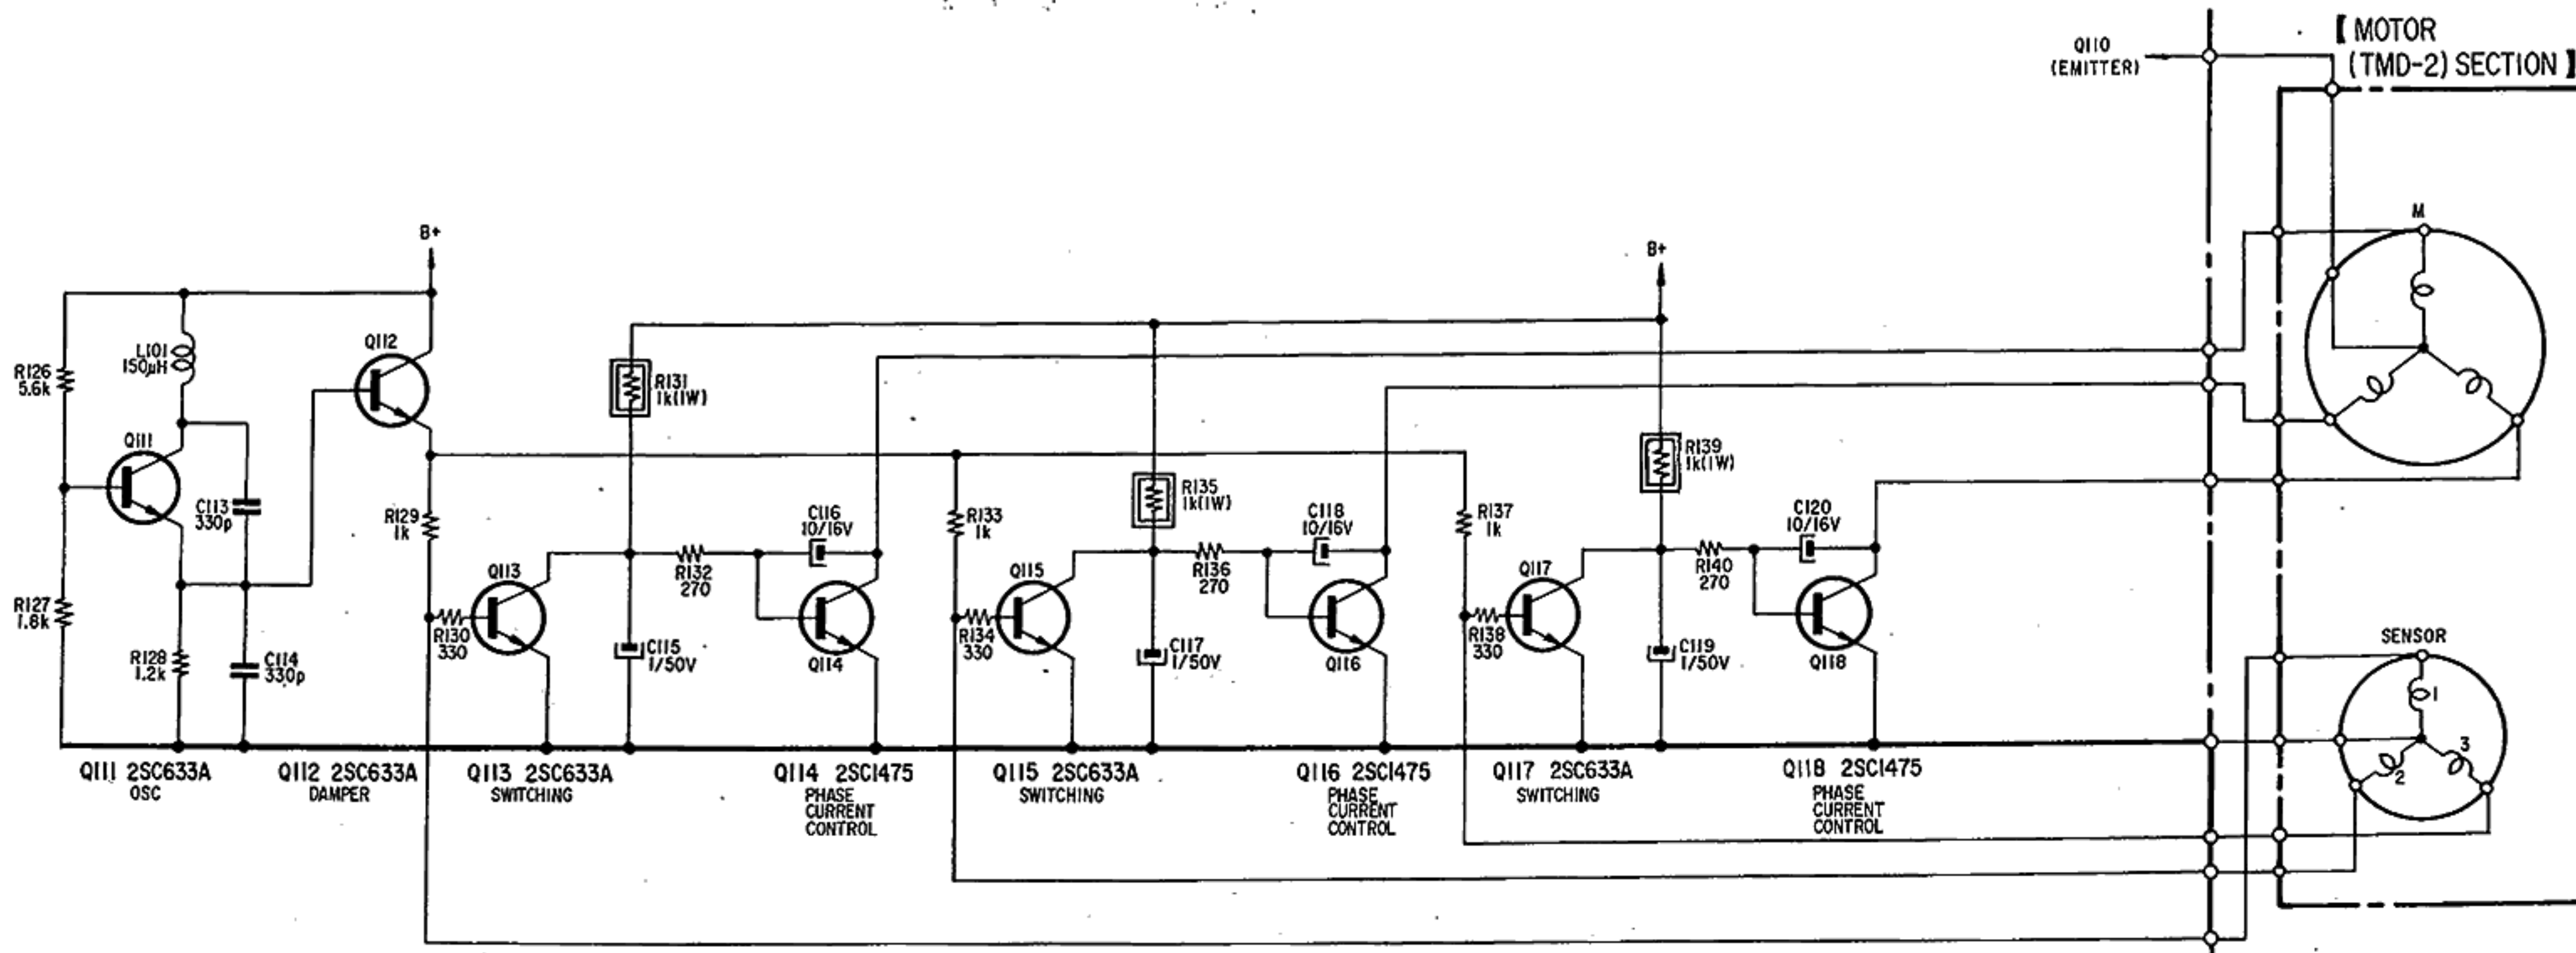 Q110
(EMITTER)
【 MOTOR
(TMD-2) SECTION 】
M
B+
B+
Q112
L101
150μH
R126
5.6k
R131
1k(1W)
Q111
R139
1k(1W)
C113
330p
R129
1k
C116
10/16V
R133
1k
R135
1k(1W)
C118
10/16V
R137
1k
C120
10/16V
Q113
R132
270
Q115
R136
270
Q117
R140
270
R127
1.8k
R130
330
R134
330
R138
330
SENSOR
R128
1.2k
C114
330p
C115
1/50V
Q114
C117
1/50V
Q116
C119
1/50V
Q118
1
2
3
Q111 2SC633A
OSC
Q112 2SC633A
DAMPER
Q113 2SC633A
SWITCHING
Q114 2SC1475
PHASE
CURRENT
CONTROL
Q115 2SC633A
SWITCHING
Q116 2SC1475
PHASE
CURRENT
CONTROL
Q117 2SC633A
SWITCHING
Q118 2SC1475
PHASE
CURRENT
CONTROL